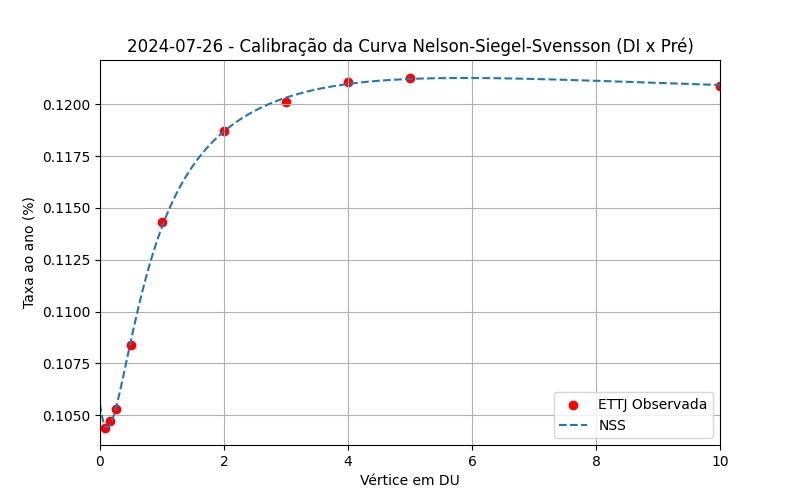 2024-07-26 - Calibração da Curva Nelson-Siegel-Svensson (DI x Pré)
Taxa ao ano (%)
0.1200
0.1175
0.1150
0.1125
0.1100
0.1075
0.1050
ETTJ Observada
NSS
0 2 4 6 8 10
Vértice em DU